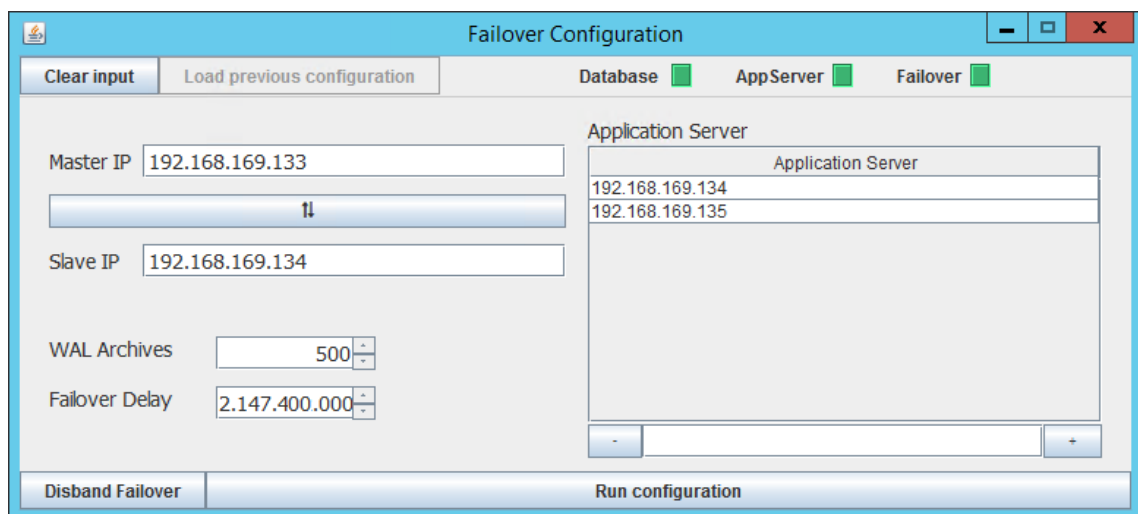 Failover Configuration
Clear input
Load previous configuration
Database
AppServer
Failover
Master IP
192.168.169.133
⇅
Slave IP
192.168.169.134
WAL Archives
500
Failover Delay
2.147.400.000
Application Server
Application Server
192.168.169.134
192.168.169.135
-
+
Disband Failover
Run configuration